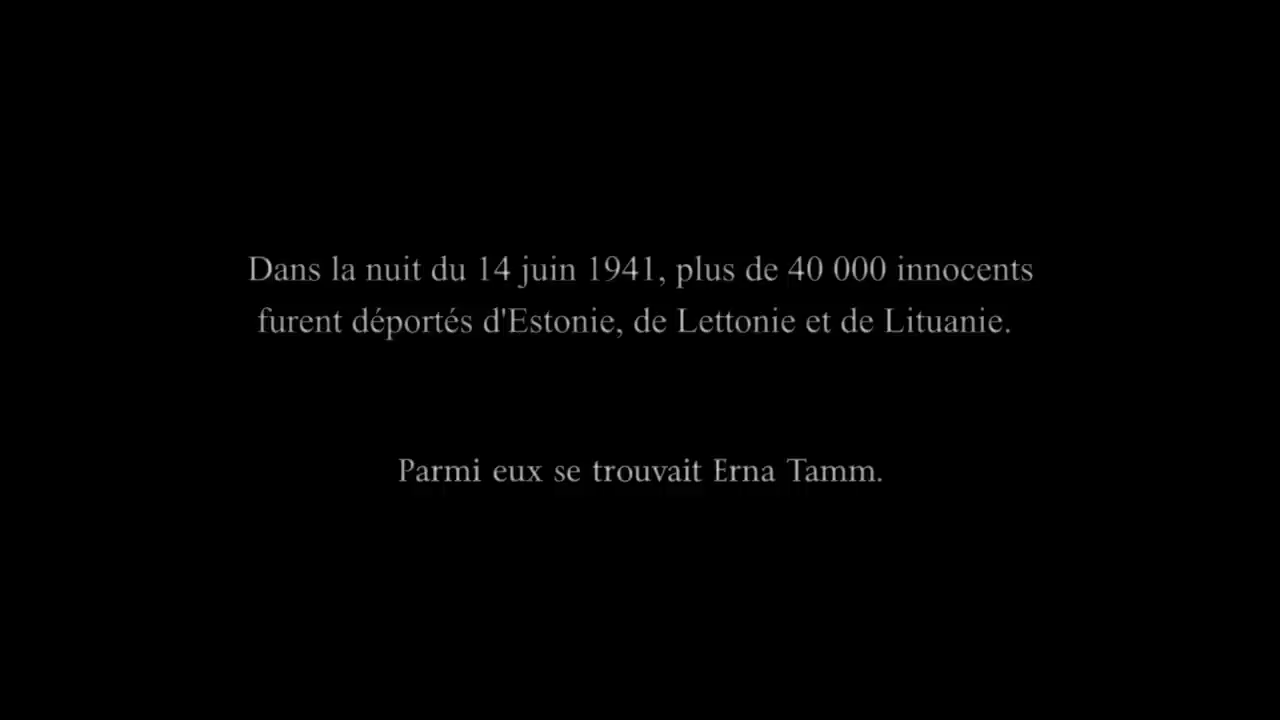 Dans la nuit du 14 juin 1941, plus de 40 000 innocents
furent déportés d'Estonie, de Lettonie et de Lituanie.
Parmi eux se trouvait Erna Tamm.